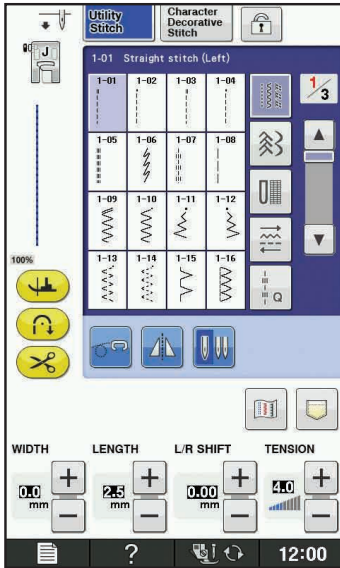 Utility
Stitch
Character
Decorative
Stitch
J
1-01 Straight stitch (Left)
1/3
1-01 1-02 1-03 1-04
1-05 1-06 1-07 1-08
1-09 1-10 1-11 1-12
1-13 1-14 1-15 1-16
Q
100%
WIDTH LENGTH L/R SHIFT TENSION
0.0 mm 2.5 mm 0.00 mm 4.0
? 12:00